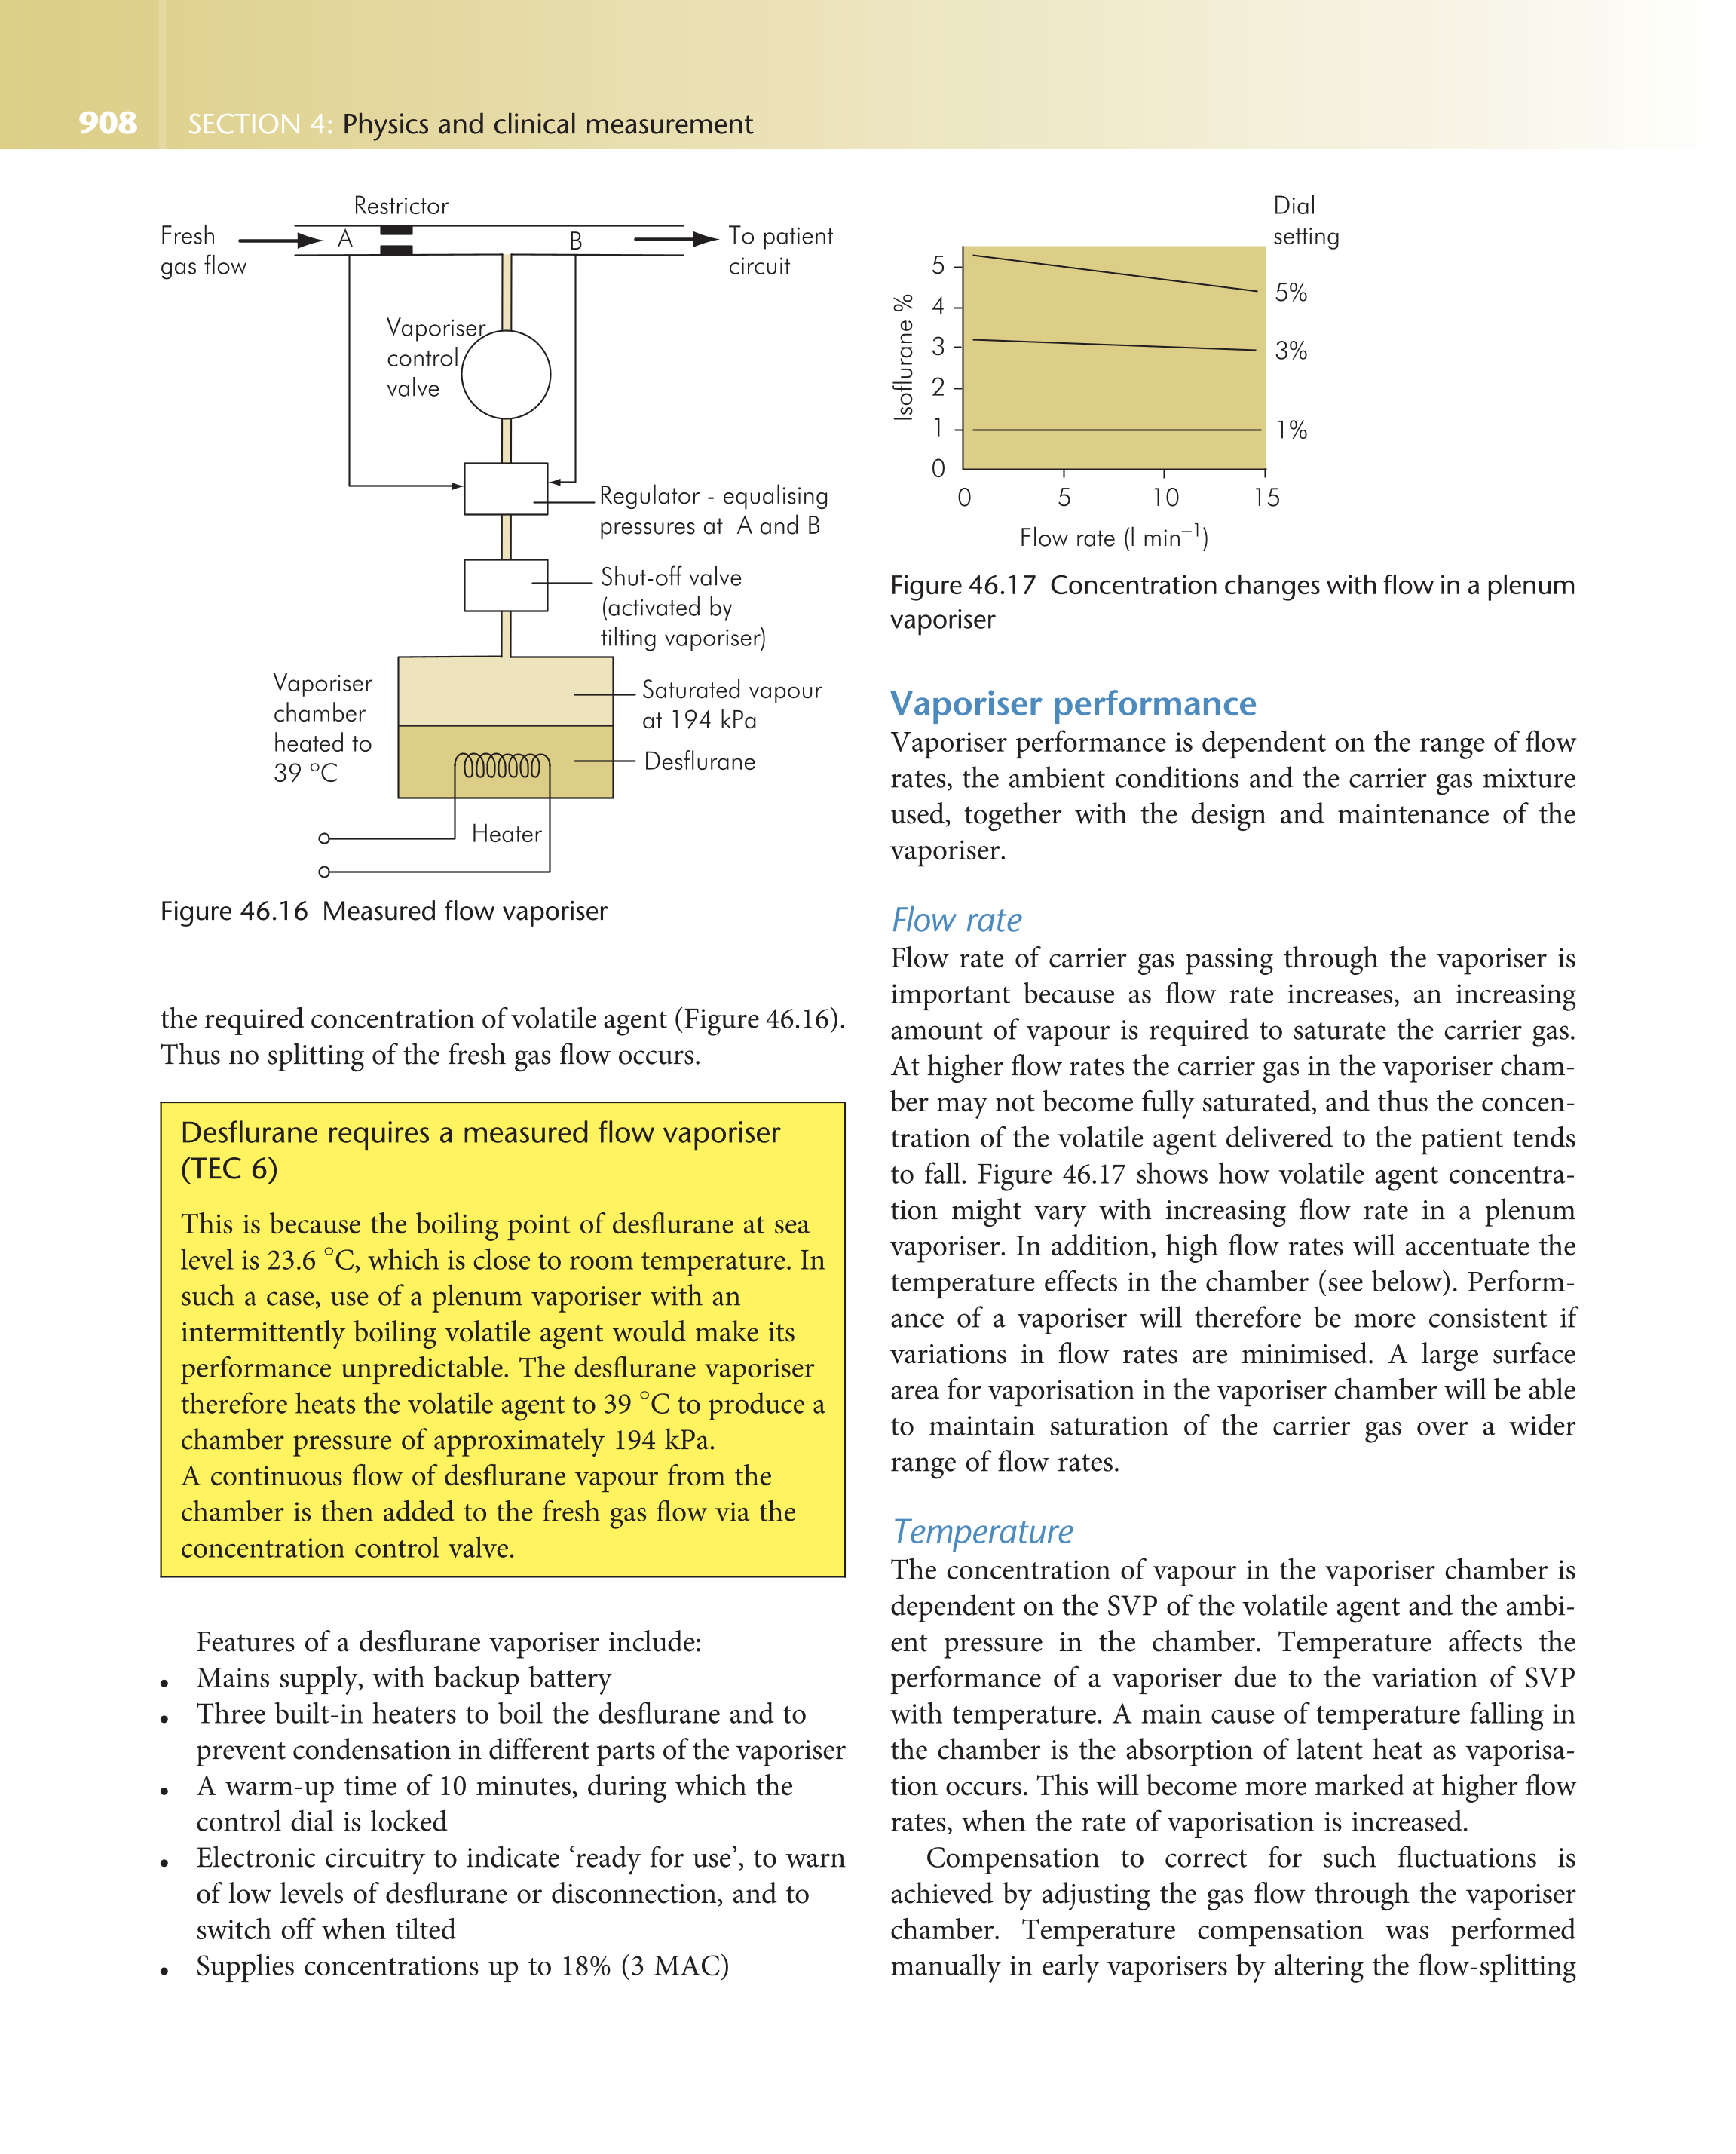 908 SECTION 4: Physics and clinical measurement
Restrictor
Fresh
gas flow
A
B
To patient
circuit
Vaporiser
control
valve
Regulator - equalising
pressures at A and B
Shut-off valve
(activated by
tilting vaporiser)
Vaporiser
chamber
heated to
39 °C
Saturated vapour
at 194 kPa
Desflurane
Heater
Figure 46.16 Measured flow vaporiser
the required concentration of volatile agent (Figure 46.16).
Thus no splitting of the fresh gas flow occurs.
Desflurane requires a measured flow vaporiser
(TEC 6)
This is because the boiling point of desflurane at sea
level is 23.6 °C, which is close to room temperature. In
such a case, use of a plenum vaporiser with an
intermittently boiling volatile agent would make its
performance unpredictable. The desflurane vaporiser
therefore heats the volatile agent to 39 °C to produce a
chamber pressure of approximately 194 kPa.
A continuous flow of desflurane vapour from the
chamber is then added to the fresh gas flow via the
concentration control valve.
Features of a desflurane vaporiser include:
• Mains supply, with backup battery
• Three built-in heaters to boil the desflurane and to
prevent condensation in different parts of the vaporiser
• A warm-up time of 10 minutes, during which the
control dial is locked
• Electronic circuitry to indicate ‘ready for use’, to warn
of low levels of desflurane or disconnection, and to
switch off when tilted
• Supplies concentrations up to 18% (3 MAC)
Dial
setting
Isoflurane %
5
4
3
2
1
0
5%
3%
1%
0 5 10 15
Flow rate (l min⁻¹)
Figure 46.17 Concentration changes with flow in a plenum
vaporiser
Vaporiser performance
Vaporiser performance is dependent on the range of flow
rates, the ambient conditions and the carrier gas mixture
used, together with the design and maintenance of the
vaporiser.
Flow rate
Flow rate of carrier gas passing through the vaporiser is
important because as flow rate increases, an increasing
amount of vapour is required to saturate the carrier gas.
At higher flow rates the carrier gas in the vaporiser cham-
ber may not become fully saturated, and thus the concen-
tration of the volatile agent delivered to the patient tends
to fall. Figure 46.17 shows how volatile agent concentra-
tion might vary with increasing flow rate in a plenum
vaporiser. In addition, high flow rates will accentuate the
temperature effects in the chamber (see below). Perform-
ance of a vaporiser will therefore be more consistent if
variations in flow rates are minimised. A large surface
area for vaporisation in the vaporiser chamber will be able
to maintain saturation of the carrier gas over a wider
range of flow rates.
Temperature
The concentration of vapour in the vaporiser chamber is
dependent on the SVP of the volatile agent and the ambi-
ent pressure in the chamber. Temperature affects the
performance of a vaporiser due to the variation of SVP
with temperature. A main cause of temperature falling in
the chamber is the absorption of latent heat as vaporisa-
tion occurs. This will become more marked at higher flow
rates, when the rate of vaporisation is increased.
Compensation to correct for such fluctuations is
achieved by adjusting the gas flow through the vaporiser
chamber. Temperature compensation was performed
manually in early vaporisers by altering the flow-splitting